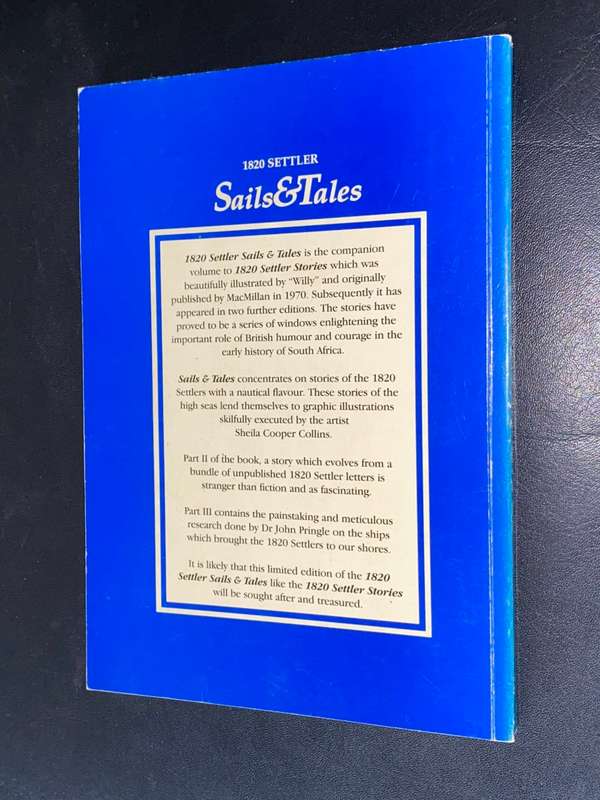 1820 SETTLER
Sails&Tales
1820 Settler Sails & Tales is the companion
volume to 1820 Settler Stories which was
beautifully illustrated by "Willy" and originally
published by MacMillan in 1970. Subsequently it has
appeared in two further editions. The stories have
proved to be a series of windows enlightening the
important role of British humour and courage in the
early history of South Africa.
Sails & Tales concentrates on stories of the 1820
Settlers with a nautical flavour. These stories of the
high seas lend themselves to graphic illustrations
skilfully executed by the artist
Sheila Cooper Collins.
Part II of the book, a story which evolves from a
bundle of unpublished 1820 Settler letters is
stranger than fiction and as fascinating.
Part III contains the painstaking and meticulous
research done by Dr John Pringle on the ships
which brought the 1820 Settlers to our shores.
It is likely that this limited edition of the 1820
Settler Sails & Tales like the 1820 Settler Stories
will be sought after and treasured.